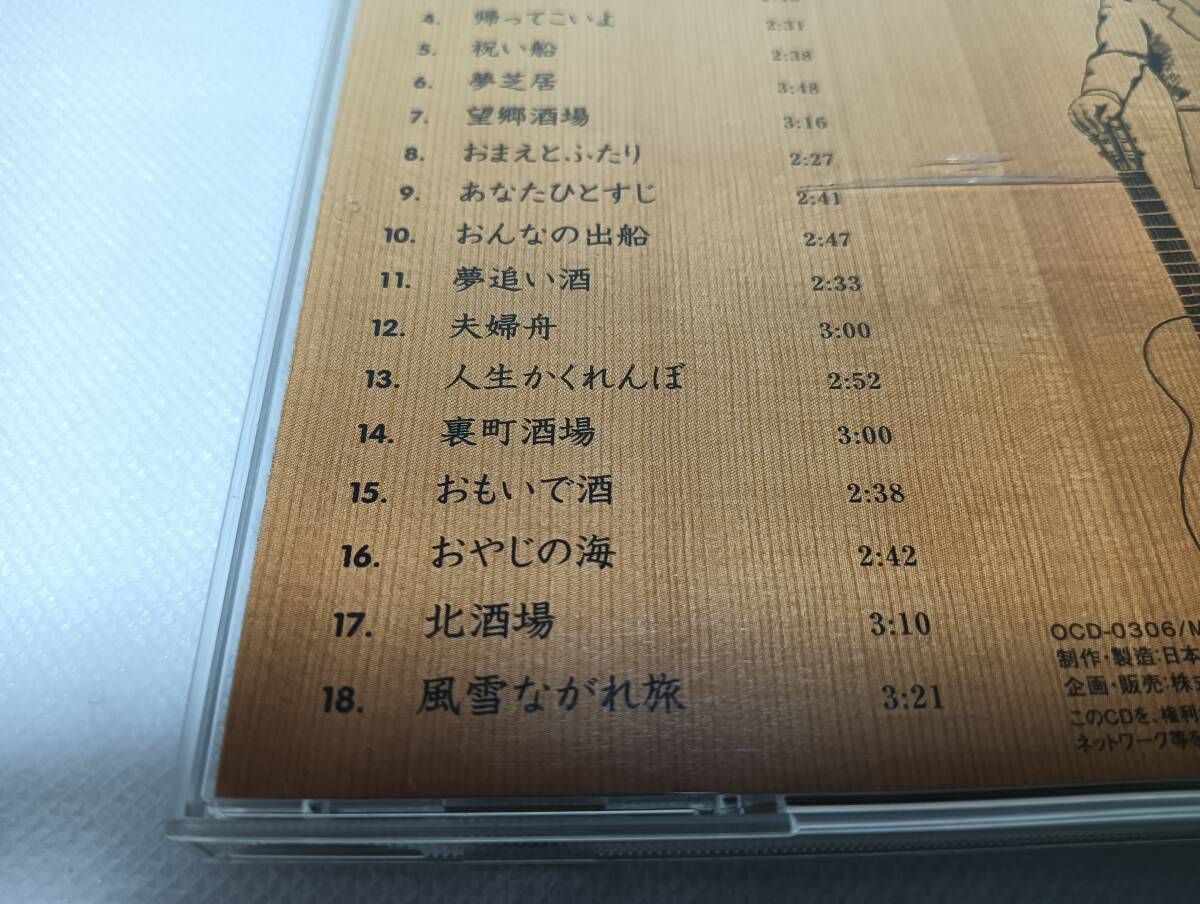 4. 帰ってこいよ 2:31
5. 祝い船 2:38
6. 夢芝居 3:48
7. 望郷酒場 3:16
8. おまえとふたり 2:27
9. あなたひとすじ 2:41
10. おんなの出船 2:47
11. 夢追い酒 2:33
12. 夫婦舟 3:00
13. 人生かくれんぼ 2:52
14. 裏町酒場 3:00
15. おもいで酒 2:38
16. おやじの海 2:42
17. 北酒場 3:10
18. 風雪ながれ旅 3:21
OCD-0306/M
制作・製造:日本
企画・販売:株式
このCDを、権利
ネットワーク等を